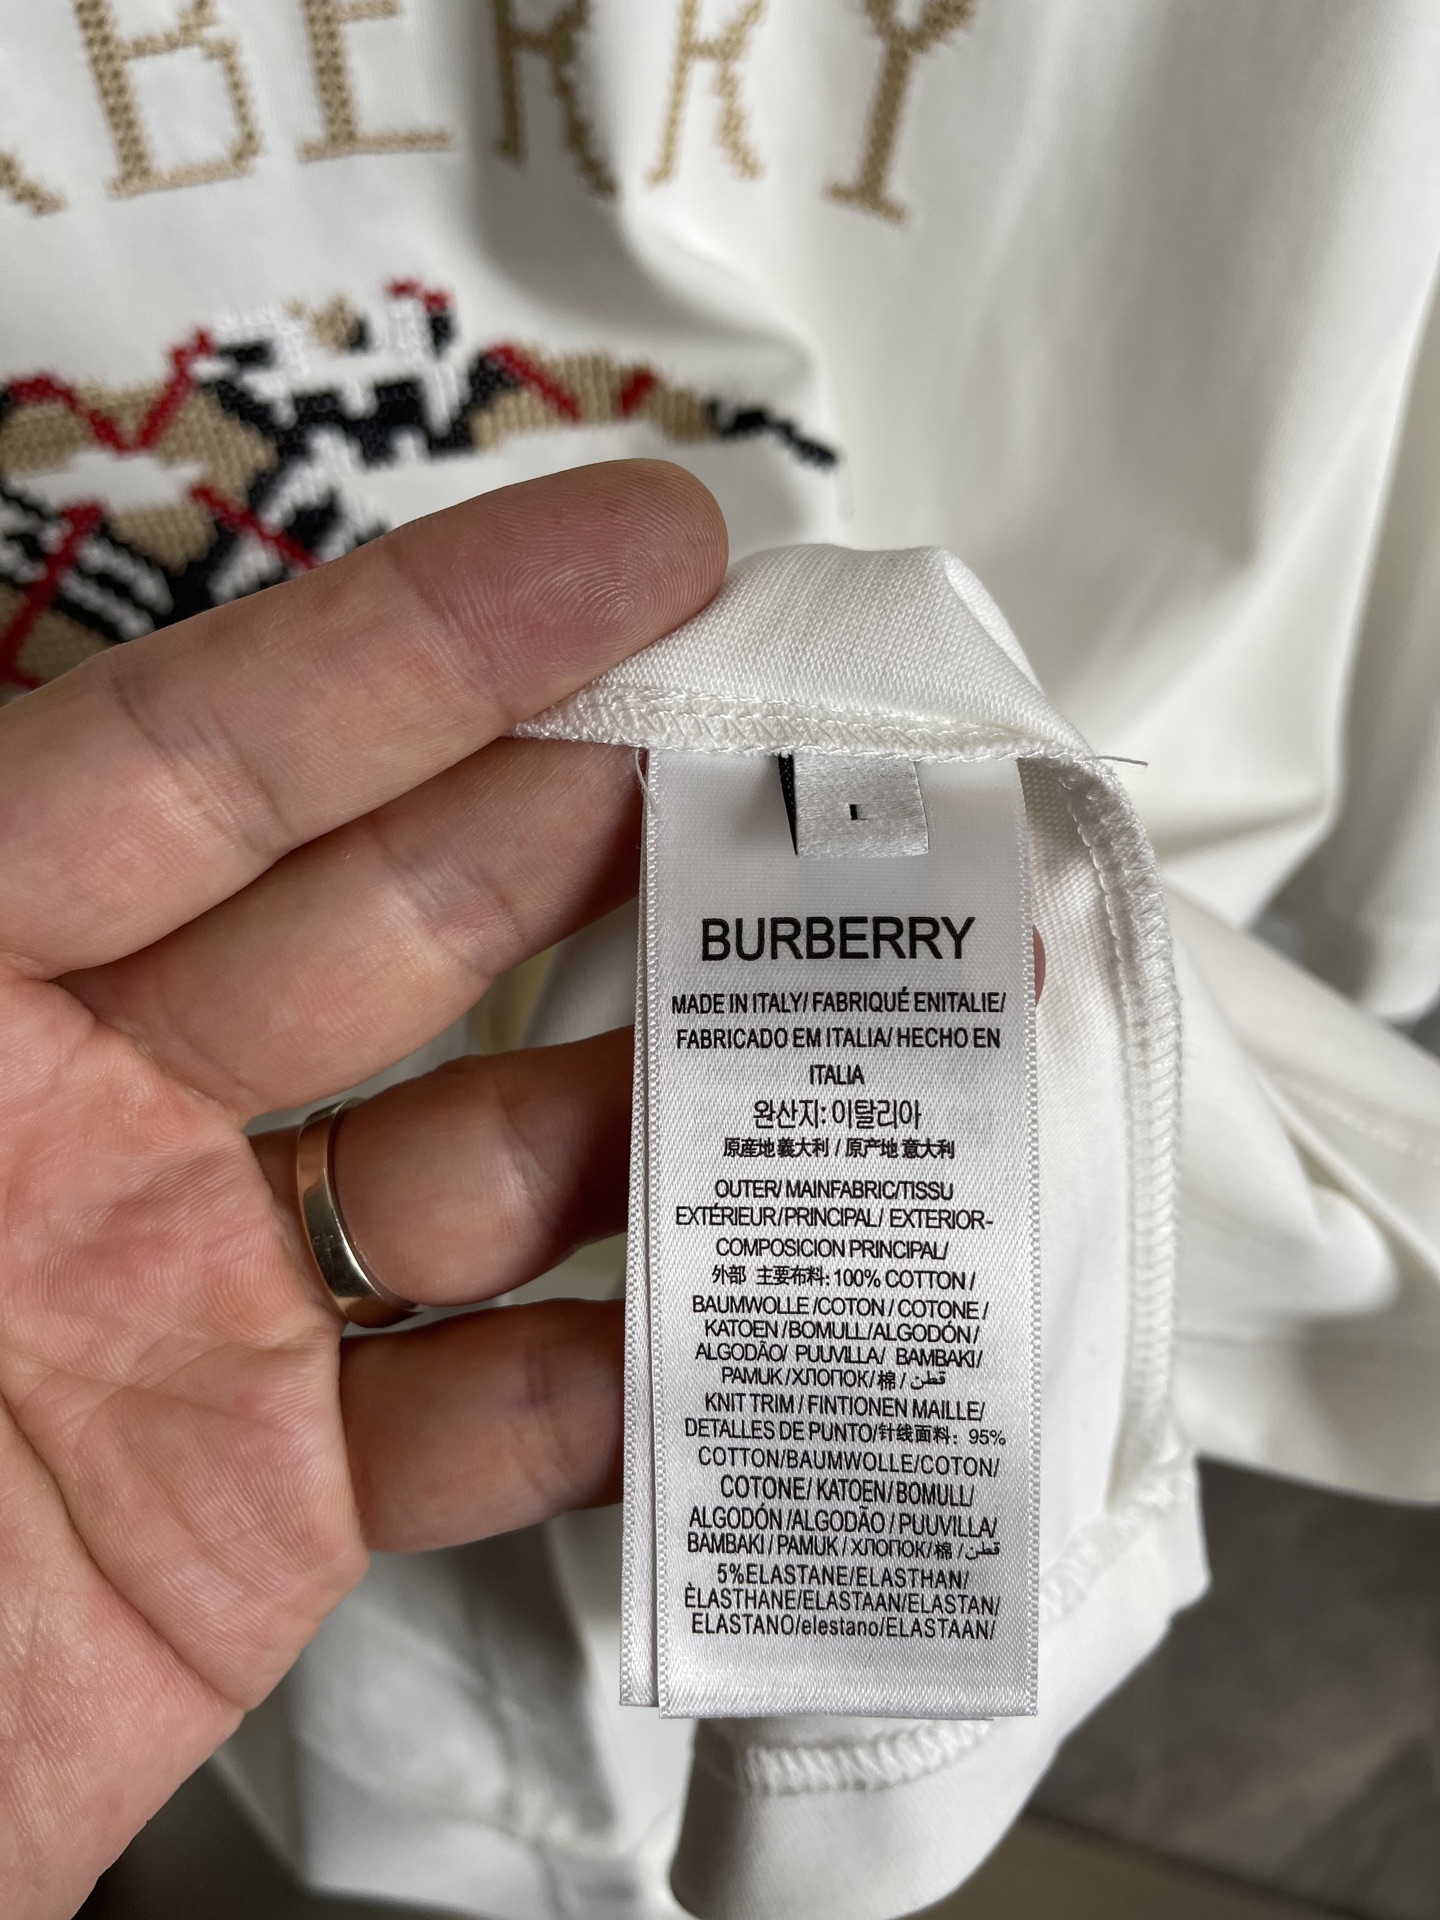 RBERRY
L
BURBERRY
MADE IN ITALY/ FABRIQUÉ ENITALIE/
FABRICADO EM ITALIA/ HECHO EN
ITALIA
완산지: 이탈리아
原産地義大利 / 原产地 意大利
OUTER/ MAINFABRIC/TISSU
EXTÉRIEUR/PRINCIPAL/ EXTERIOR-
COMPOSICION PRINCIPAL/
外部 主要布料: 100% COTTON /
BAUMWOLLE /COTON / COTONE /
KATOEN /BOMULL/ALGODÓN /
ALGODÃO/ PUUVILLA/ BAMBAKI/
PAMUK /ХЛОПОК/ 棉 / قطن
KNIT TRIM / FINTIONEN MAILLE/
DETALLES DE PUNTO/针线面料: 95%
COTTON/BAUMWOLLE/COTON/
COTONE/ KATOEN/ BOMULL/
ALGODÓN /ALGODÃO / PUUVILLA/
BAMBAKI / PAMUK / ХЛОПОК/ 棉 / قطن
5%ELASTANE/ELASTHAN/
ÈLASTHANE/ELASTAAN/ELASTAN/
ELASTANO/elestano/ELASTAAN/